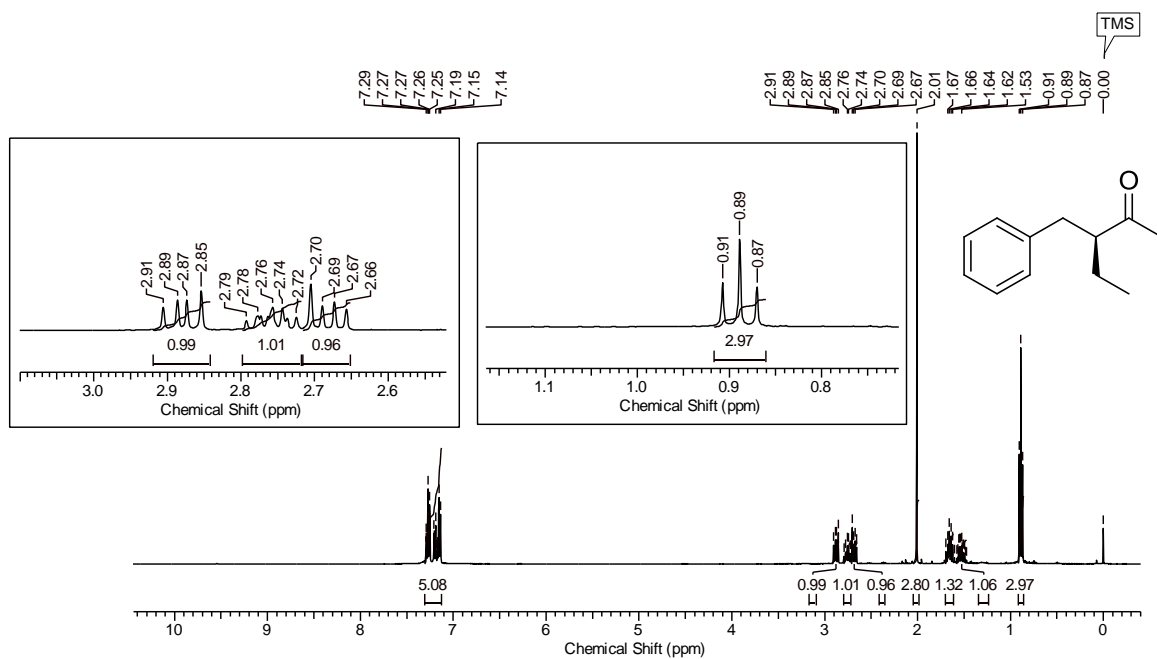 TMS
7.29 7.27 7.27 7.26 7.25 7.19 7.15 7.14 2.91 2.89 2.87 2.85 2.76 2.74 2.70 2.69 2.67 2.01 1.67 1.66 1.64 1.62 1.53 0.91 0.89 0.87 0.00
2.91 2.89 2.87 2.85 2.79 2.78 2.76 2.74 2.72 2.70 2.69 2.67 2.66
0.99 1.01 0.96
3.0 2.9 2.8 2.7 2.6
Chemical Shift (ppm)
0.91 0.89 0.87
2.97
1.1 1.0 0.9 0.8
Chemical Shift (ppm)
O
5.08 0.99 1.01 0.96 2.80 1.32 1.06 2.97
10 9 8 7 6 5 4 3 2 1 0
Chemical Shift (ppm)